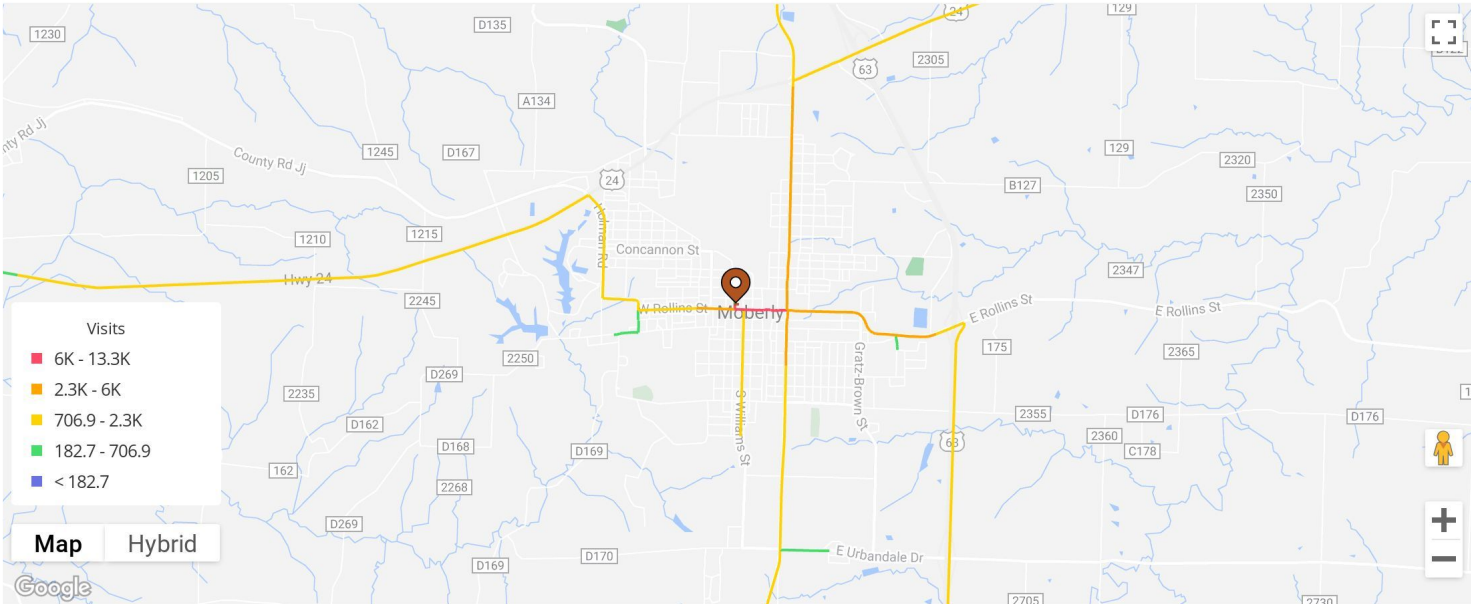 24
129
1230
D135
63
2305
A134
nty Rd Jj
County Rd Jj
1245
D167
129
2320
1205
24
B127
2350
Holman Rd
1215
1210
Concannon St
2347
Hwy 24
2245
W Rollins St
Moberly
E Rollins St
E Rollins St
Visits
6K - 13.3K
2.3K - 6K
706.9 - 2.3K
182.7 - 706.9
< 182.7
2250
175
2365
Gratz-Brown St
D269
2235
S Williams St
2355
D176
D176
D162
2360
63
C178
D168
D169
162
2268
D269
Map
Hybrid
D170
E Urbandale Dr
D169
Google
2705
2730